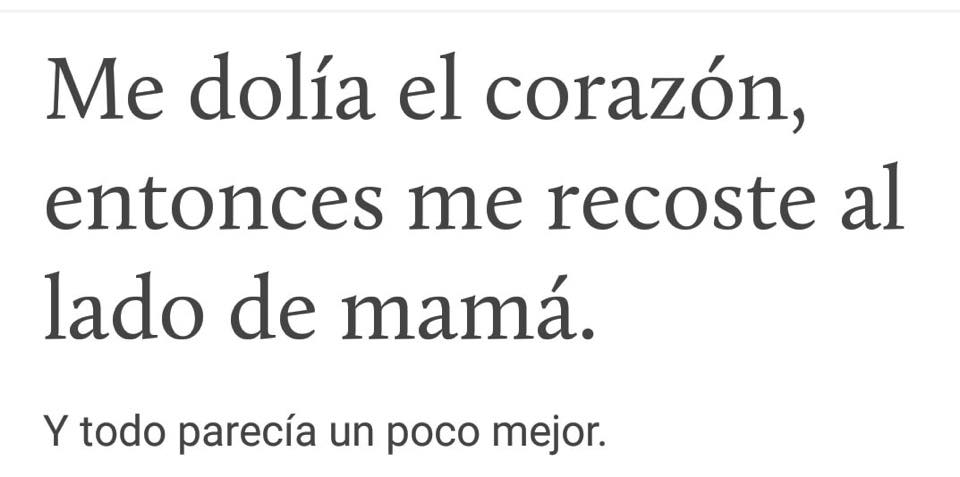 Me dolía el corazón,
entonces me recoste al
lado de mamá.
Y todo parecía un poco mejor.